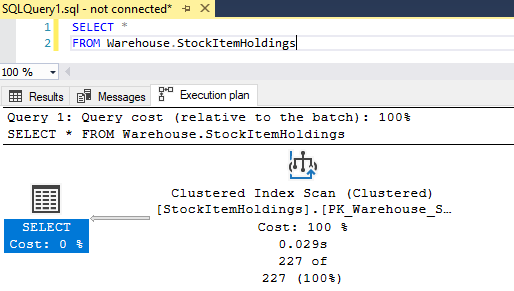 SQLQuery1.sql - not connected*
1 SELECT *
2 FROM Warehouse.StockItemHoldings
100 %
Results Messages Execution plan
Query 1: Query cost (relative to the batch): 100%
SELECT * FROM Warehouse.StockItemHoldings
Clustered Index Scan (Clustered)
[StockItemHoldings].[PK_Warehouse_S…
Cost: 100 %
0.029s
227 of
227 (100%)
SELECT
Cost: 0 %